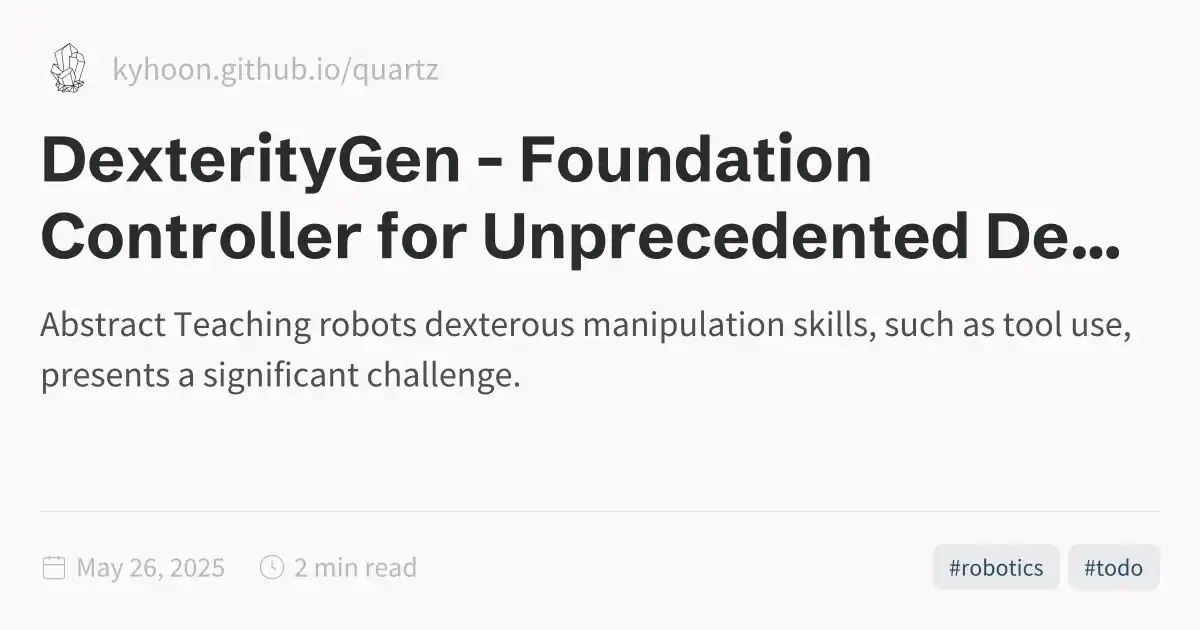 kyhoon.github.io/quartz
DexterityGen - Foundation
Controller for Unprecedented De...
Abstract Teaching robots dexterous manipulation skills, such as tool use,
presents a significant challenge.
May 26, 2025
2 min read
#robotics
#todo